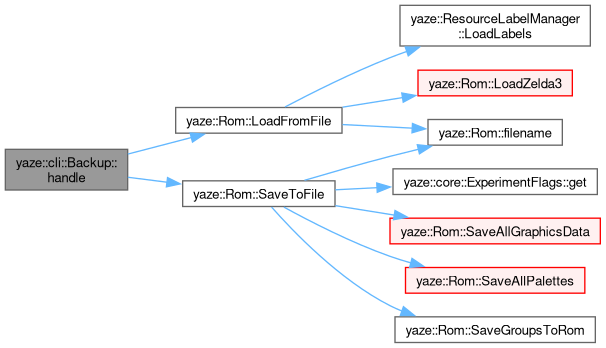 yaze::cli::Backup::
handle
yaze::Rom::LoadFromFile
yaze::Rom::SaveToFile
yaze::ResourceLabelManager
::LoadLabels
yaze::Rom::LoadZelda3
yaze::Rom::filename
yaze::core::ExperimentFlags::get
yaze::Rom::SaveAllGraphicsData
yaze::Rom::SaveAllPalettes
yaze::Rom::SaveGroupsToRom